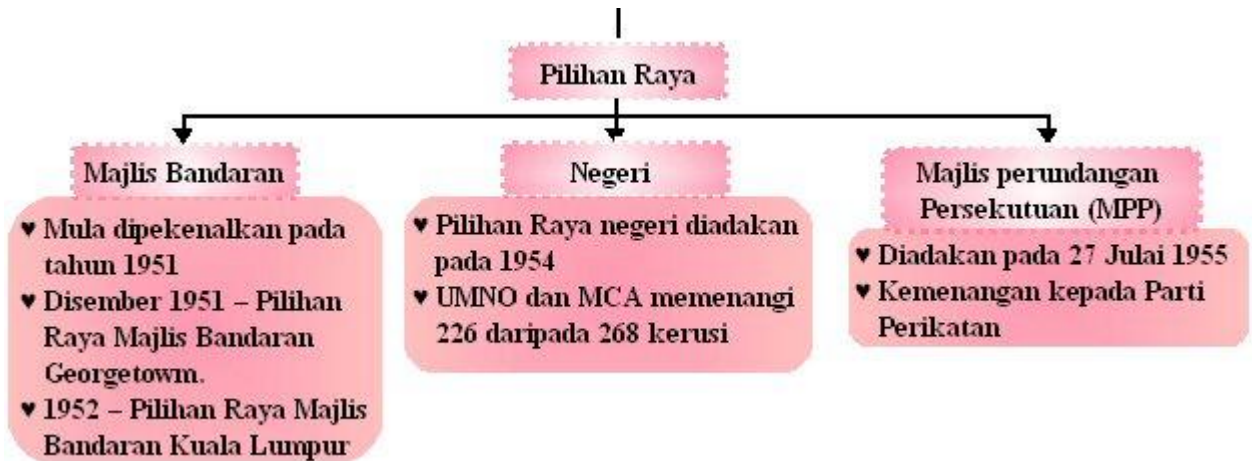 Pilihan Raya
Majlis Bandaran
♥ Mula dipekenalkan pada
tahun 1951
♥ Disember 1951 – Pilihan
Raya Majlis Bandaran
Georgetowm.
♥ 1952 – Pilihan Raya Majlis
Bandaran Kuala Lumpur
Negeri
♥ Pilihan Raya negeri diadakan
pada 1954
♥ UMNO dan MCA memenangi
226 daripada 268 kerusi
Majlis perundangan
Persekutuan (MPP)
♥ Diadakan pada 27 Julai 1955
♥ Kemenangan kepada Parti
Perikatan